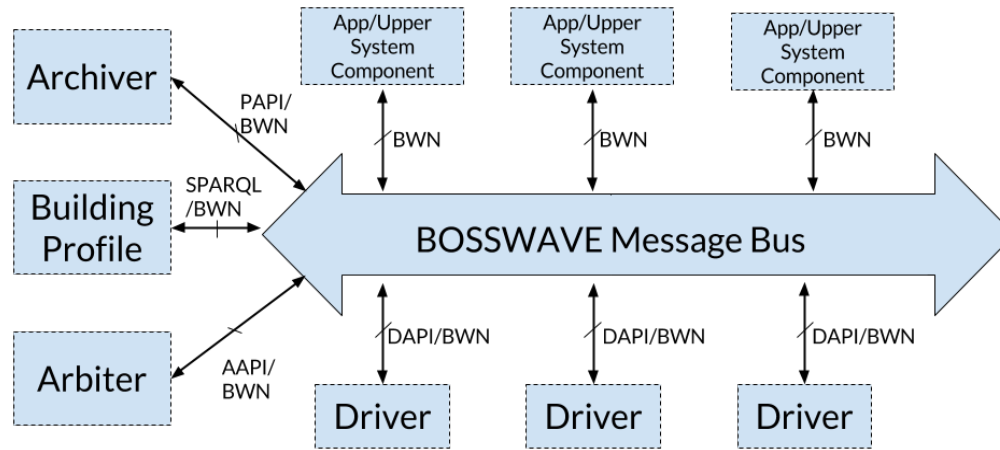 Archiver
App/Upper
System
Component
App/Upper
System
Component
App/Upper
System
Component
PAPI/
BWN
BWN
BWN
BWN
Building
Profile
SPARQL
/BWN
BOSSWAVE Message Bus
Arbiter
AAPI/
BWN
DAPI/BWN
DAPI/BWN
DAPI/BWN
Driver
Driver
Driver